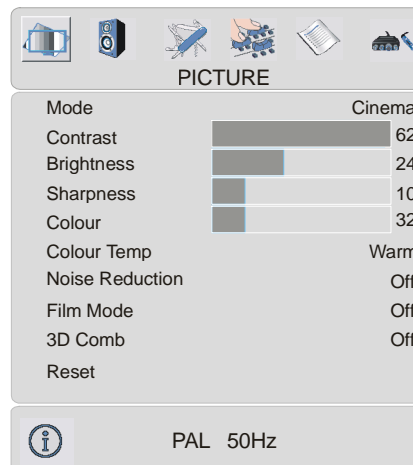 PICTURE
Mode Cinema
Contrast 62
Brightness 24
Sharpness 10
Colour 32
Colour Temp Warm
Noise Reduction Off
Film Mode Off
3D Comb Off
Reset
PAL 50Hz